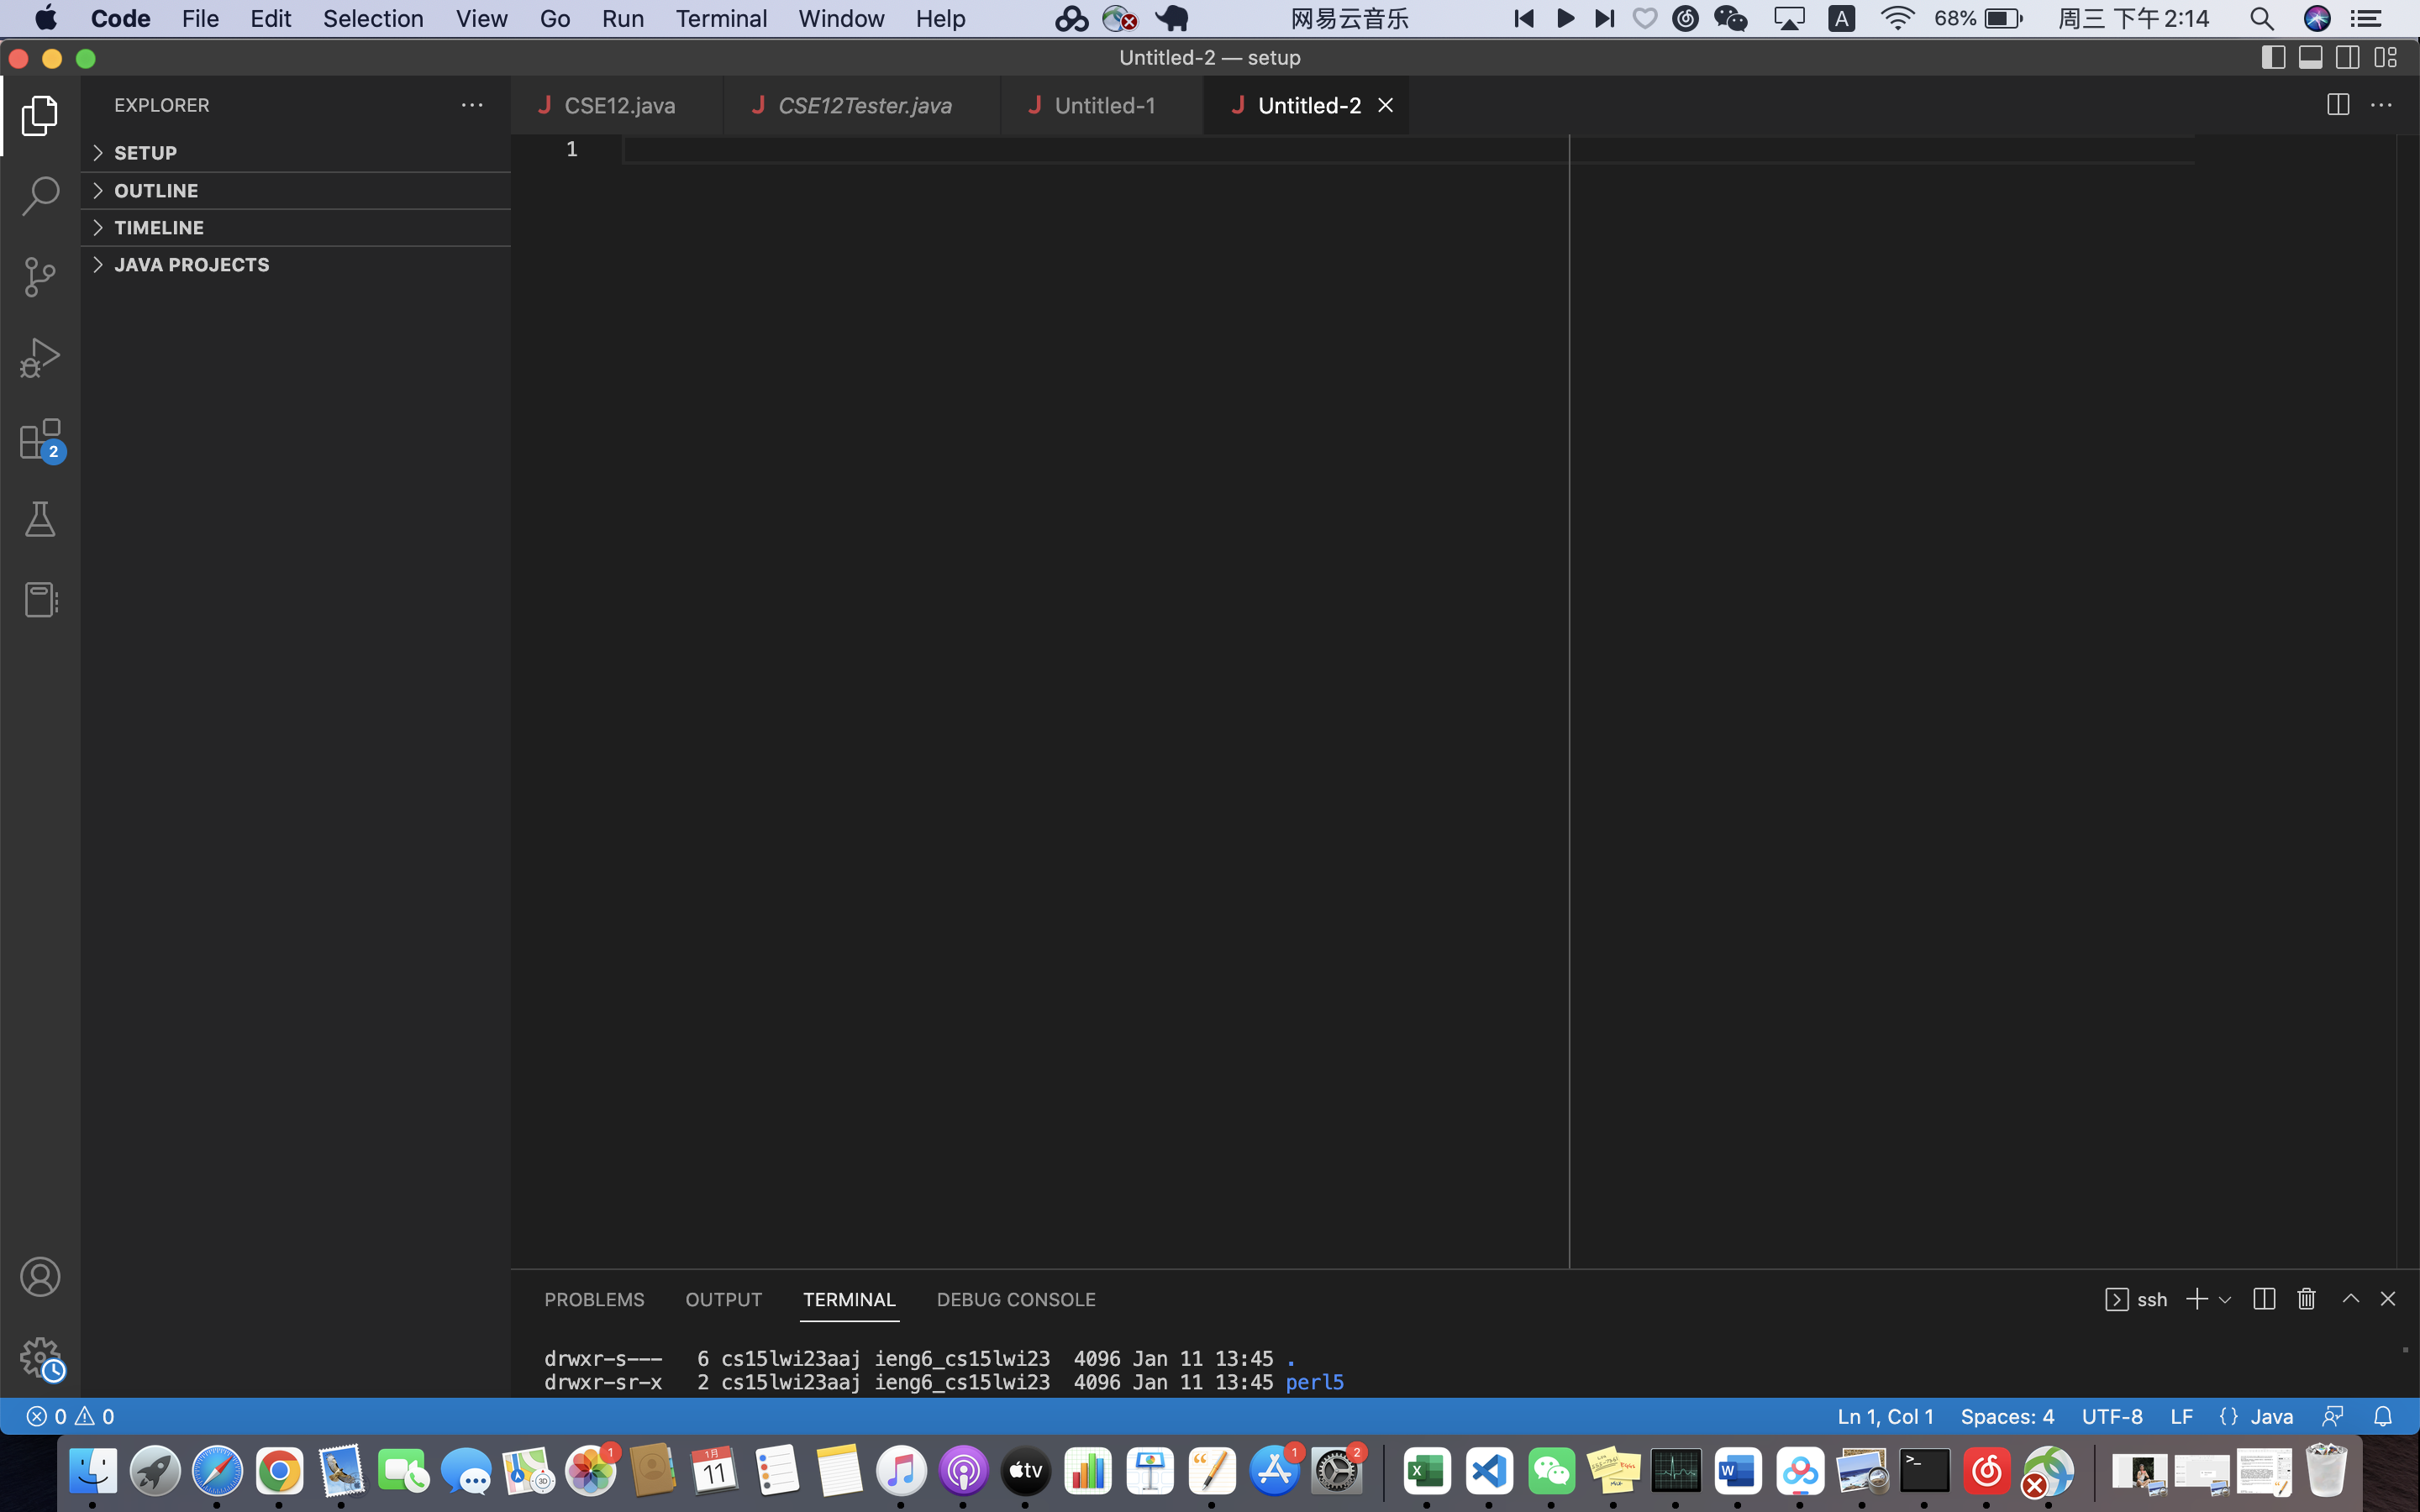 Code File Edit Selection View Go Run Terminal Window Help 网易云音乐 A 68% 周三 下午 2:14
Untitled-2 — setup
EXPLORER
CSE12.java CSE12Tester.java Untitled-1 Untitled-2
SETUP
OUTLINE
TIMELINE
JAVA PROJECTS
1
2
PROBLEMS OUTPUT TERMINAL DEBUG CONSOLE ssh
drwxr-s--- 6 cs15lwi23aaj ieng6_cs15lwi23 4096 Jan 11 13:45 .
drwxr-sr-x 2 cs15lwi23aaj ieng6_cs15lwi23 4096 Jan 11 13:45 perl5
0 0 Ln 1, Col 1 Spaces: 4 UTF-8 LF {} Java
1 1月 11 tv 1 2 X W >_